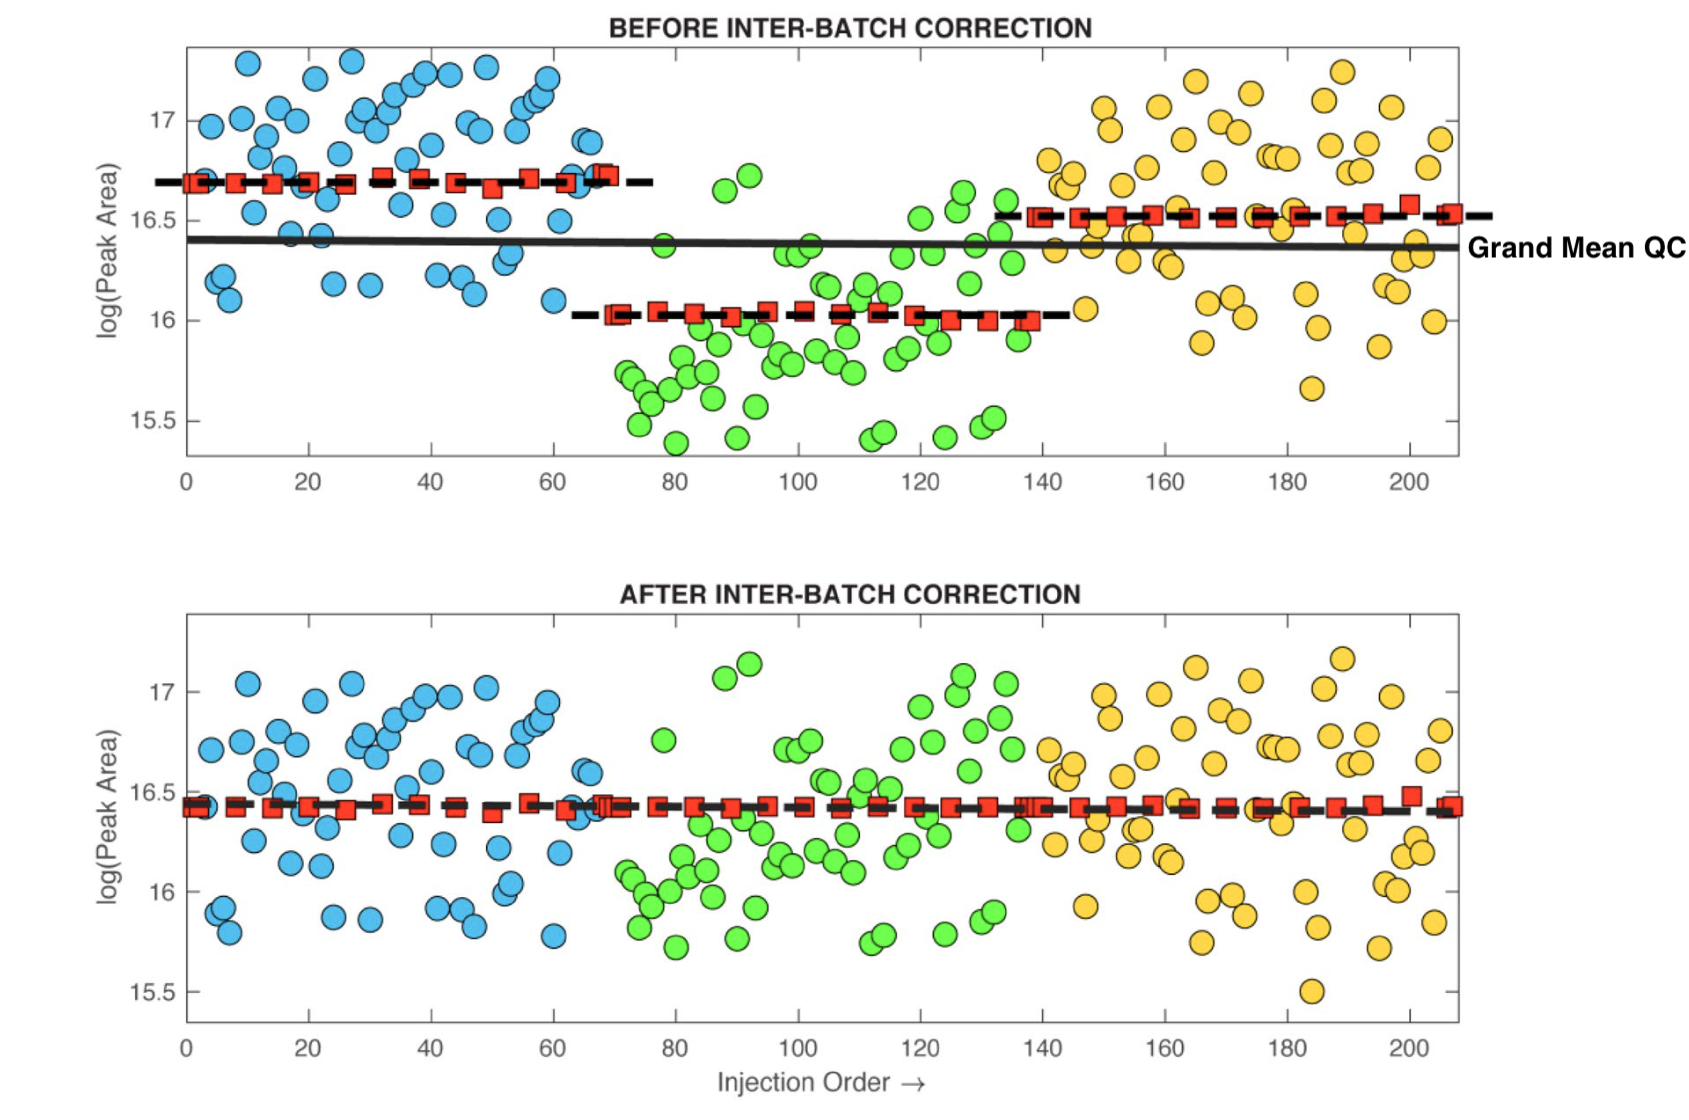 BEFORE INTER-BATCH CORRECTION
log(Peak Area)
17
16.5
16
15.5
Grand Mean QC
0 20 40 60 80 100 120 140 160 180 200
AFTER INTER-BATCH CORRECTION
log(Peak Area)
17
16.5
16
15.5
0 20 40 60 80 100 120 140 160 180 200
Injection Order →